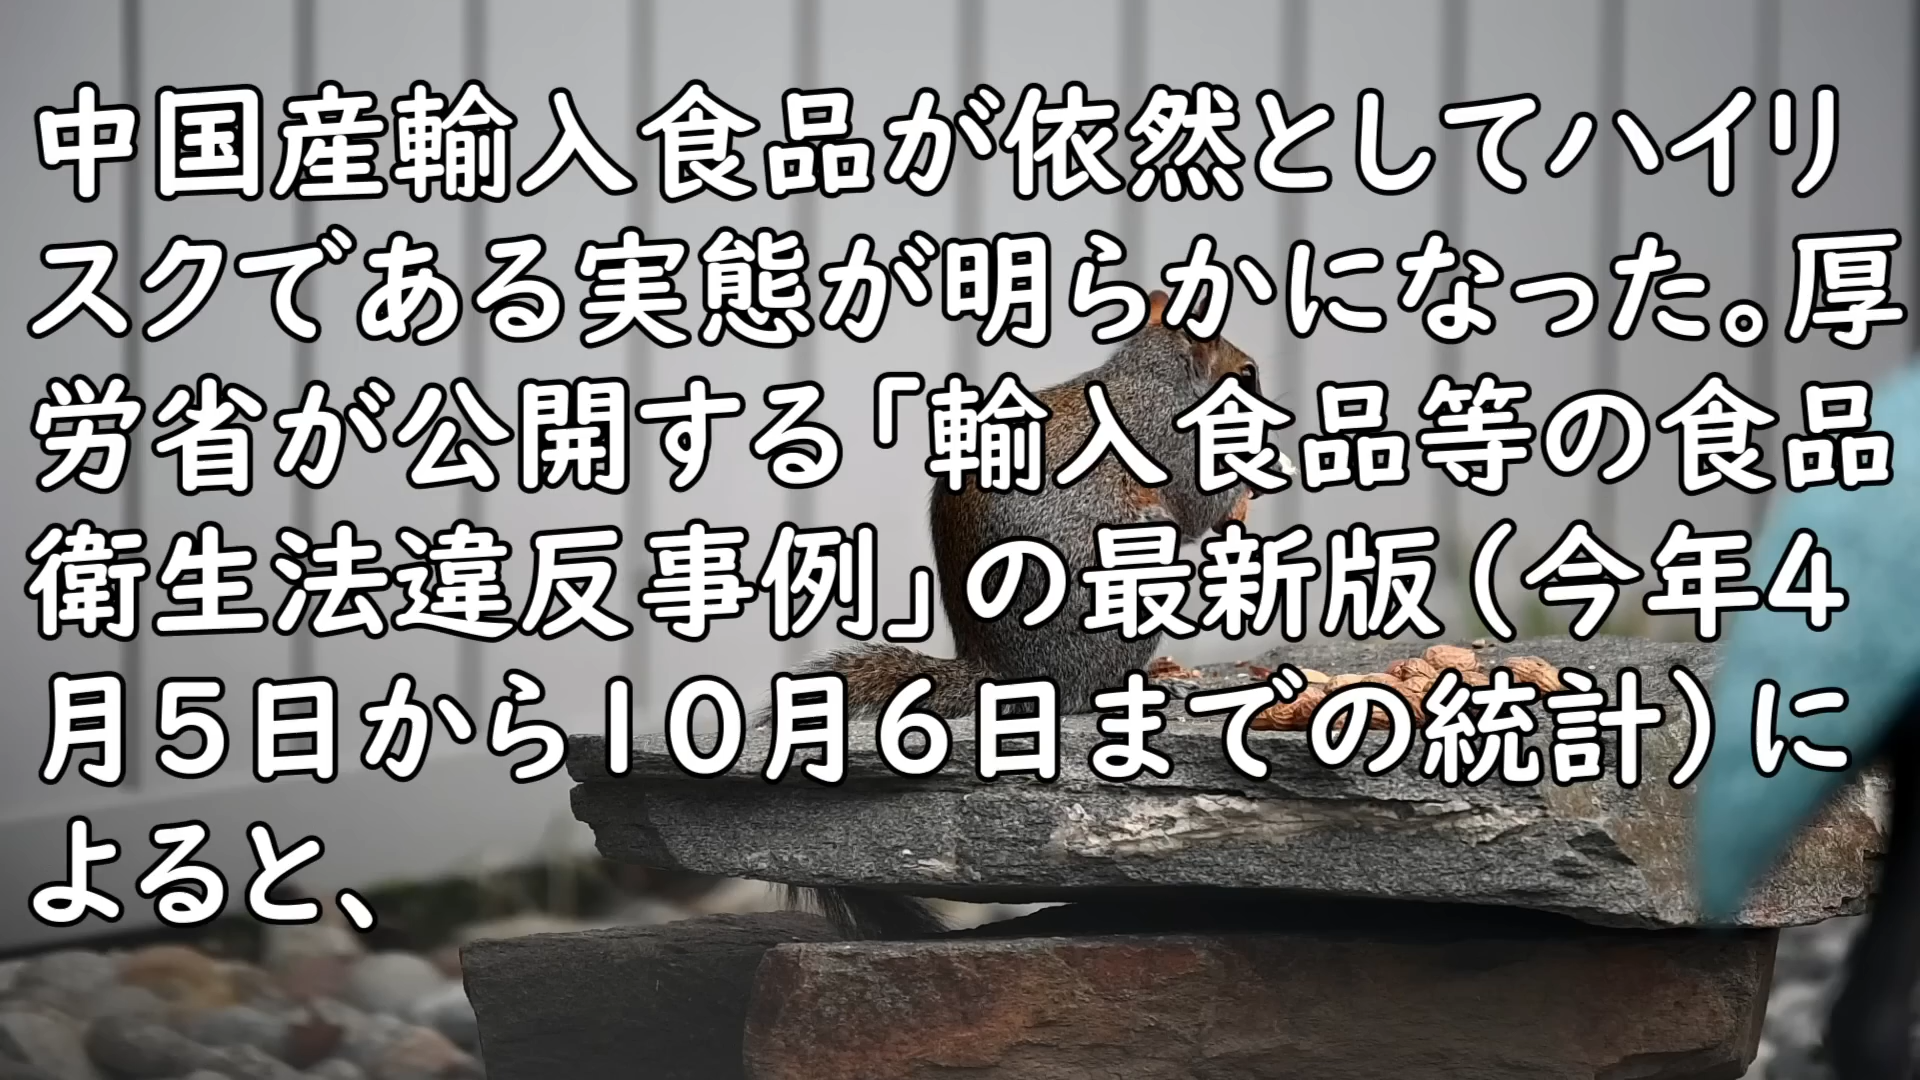 中国産輸入食品が依然としてハイリ
スクである実態が明らかになった。厚
労省が公開する「輸入食品等の食品
衛生法違反事例」の最新版（今年4
月5日から10月6日までの統計）に
よると、